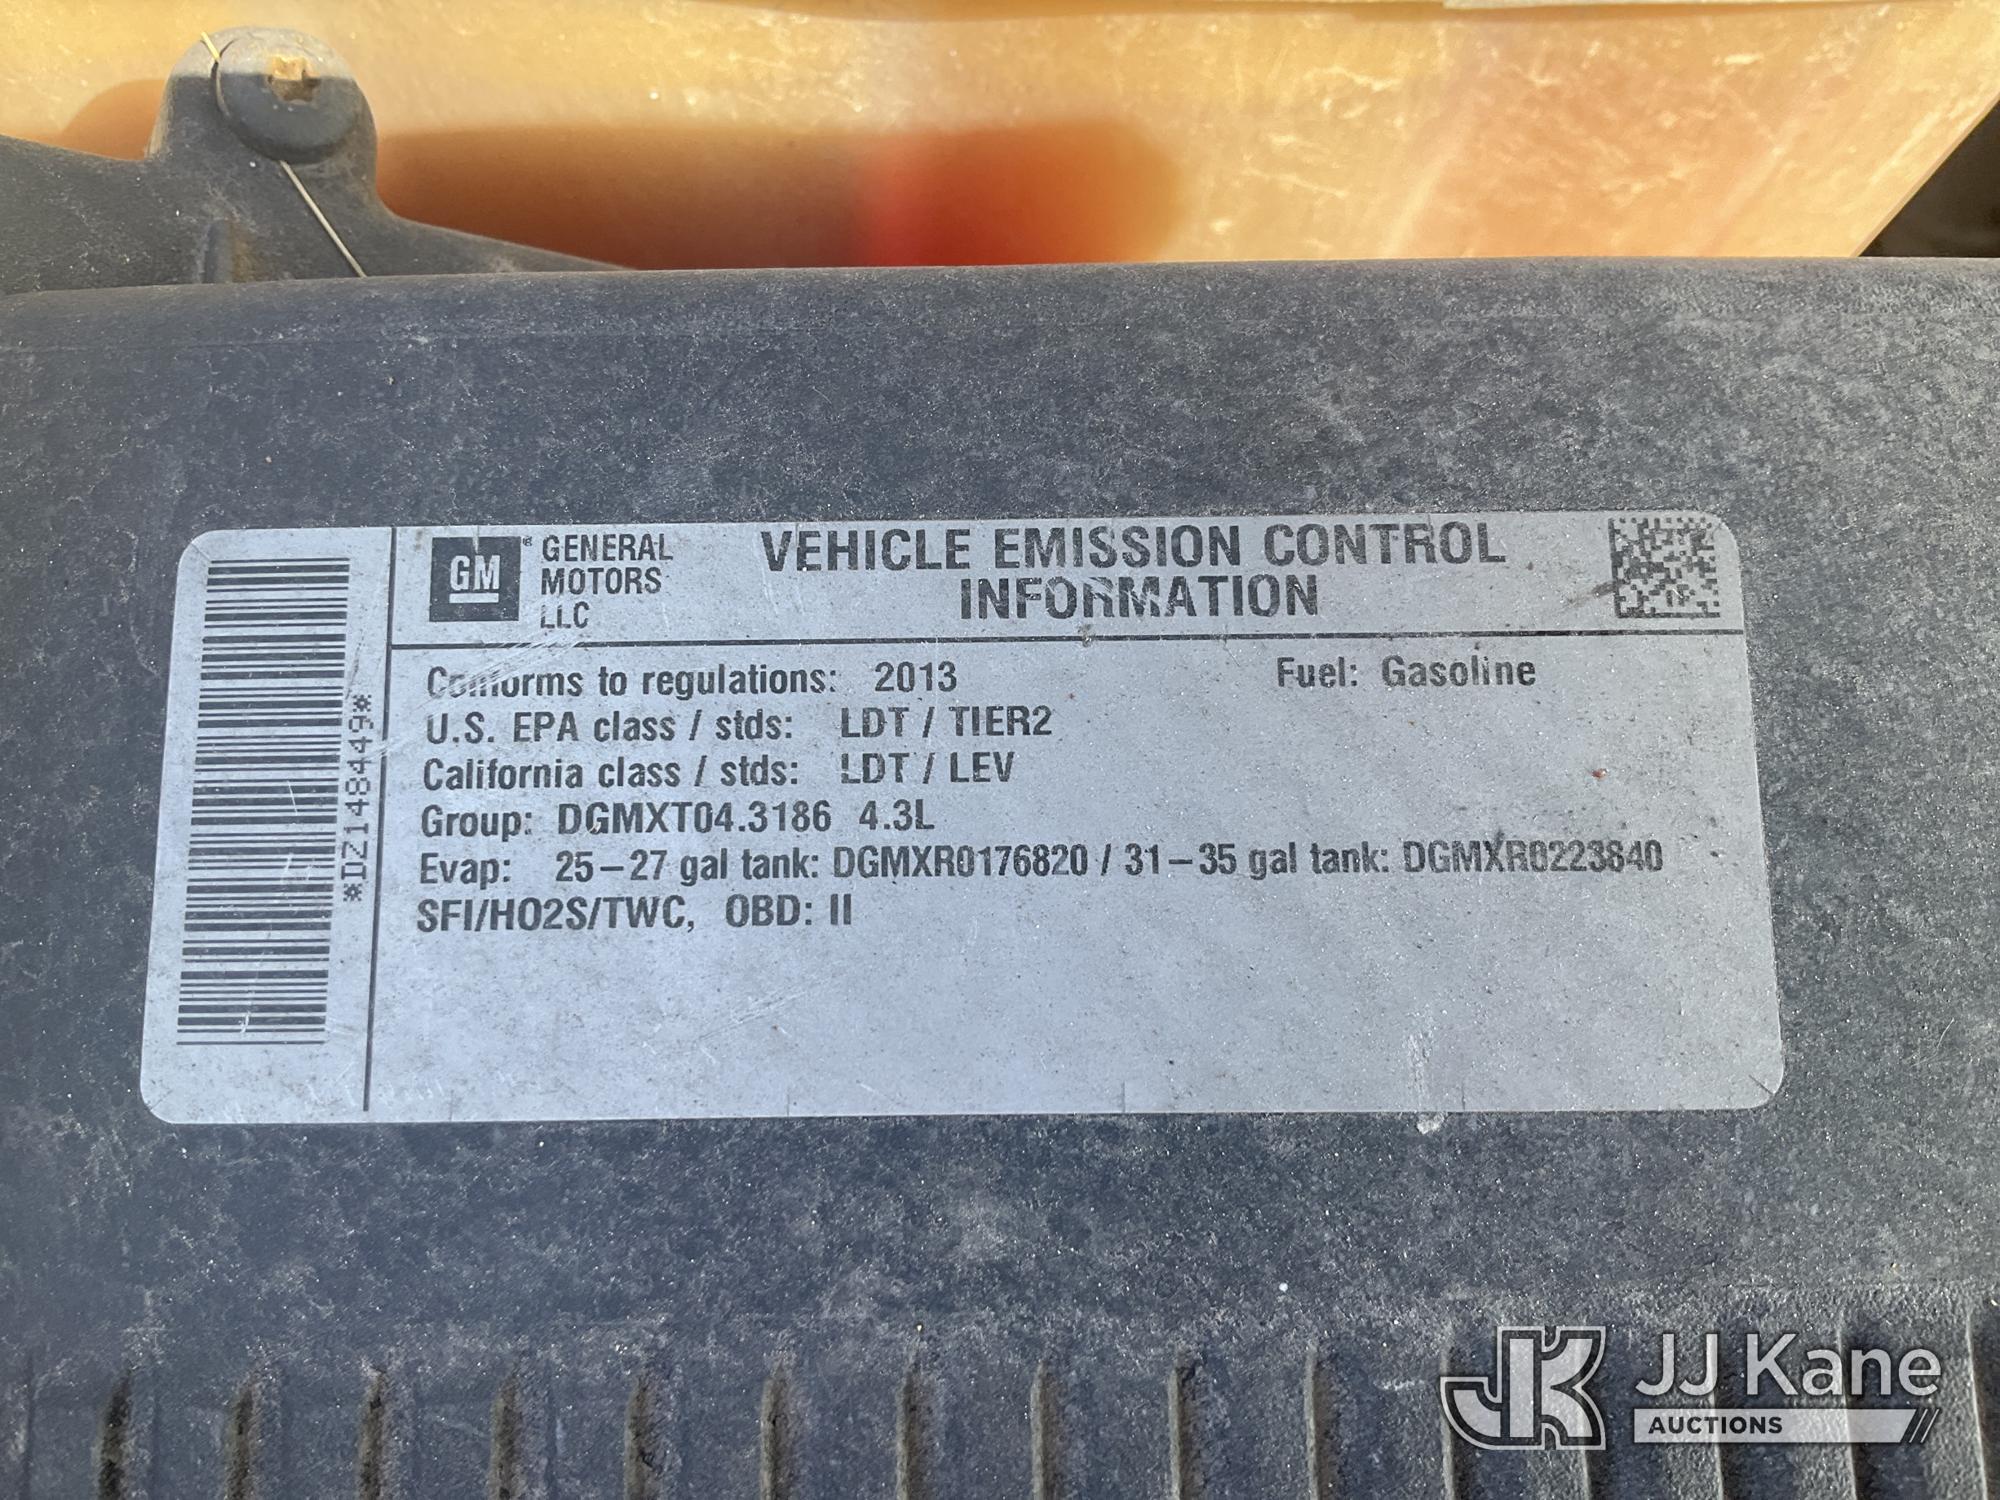 GM
GENERAL
MOTORS
LLC
VEHICLE EMISSION CONTROL
INFORMATION
*DZ1484449*
Conforms to regulations: 2013 Fuel: Gasoline
U.S. EPA class / stds: LDT / TIER2
California class / stds: LDT / LEV
Group: DGMXT04.3186 4.3L
Evap: 25–27 gal tank: DGMXR0176820 / 31–35 gal tank: DGMXR0223840
SFI/HO2S/TWC, OBD: II
JK JJ Kane
AUCTIONS